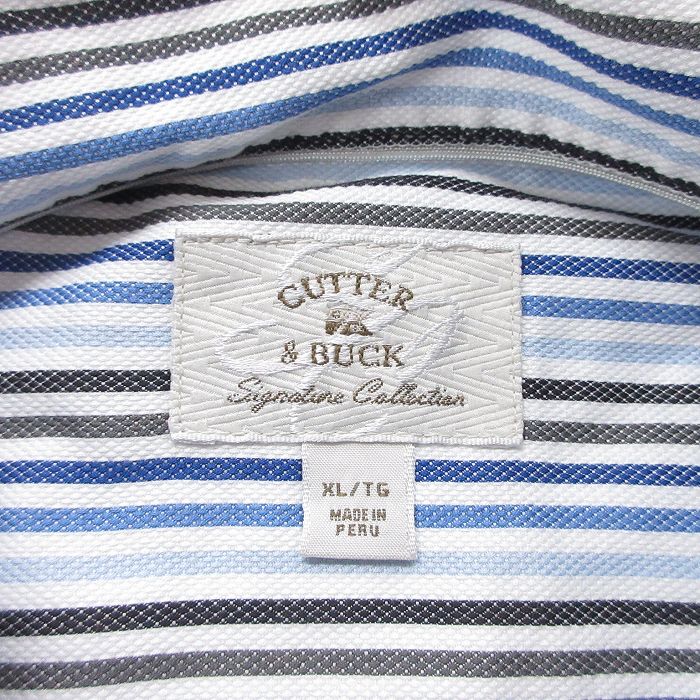 CUTTER
& BUCK
Signature Collection
XL/TG
MADE IN
PERU